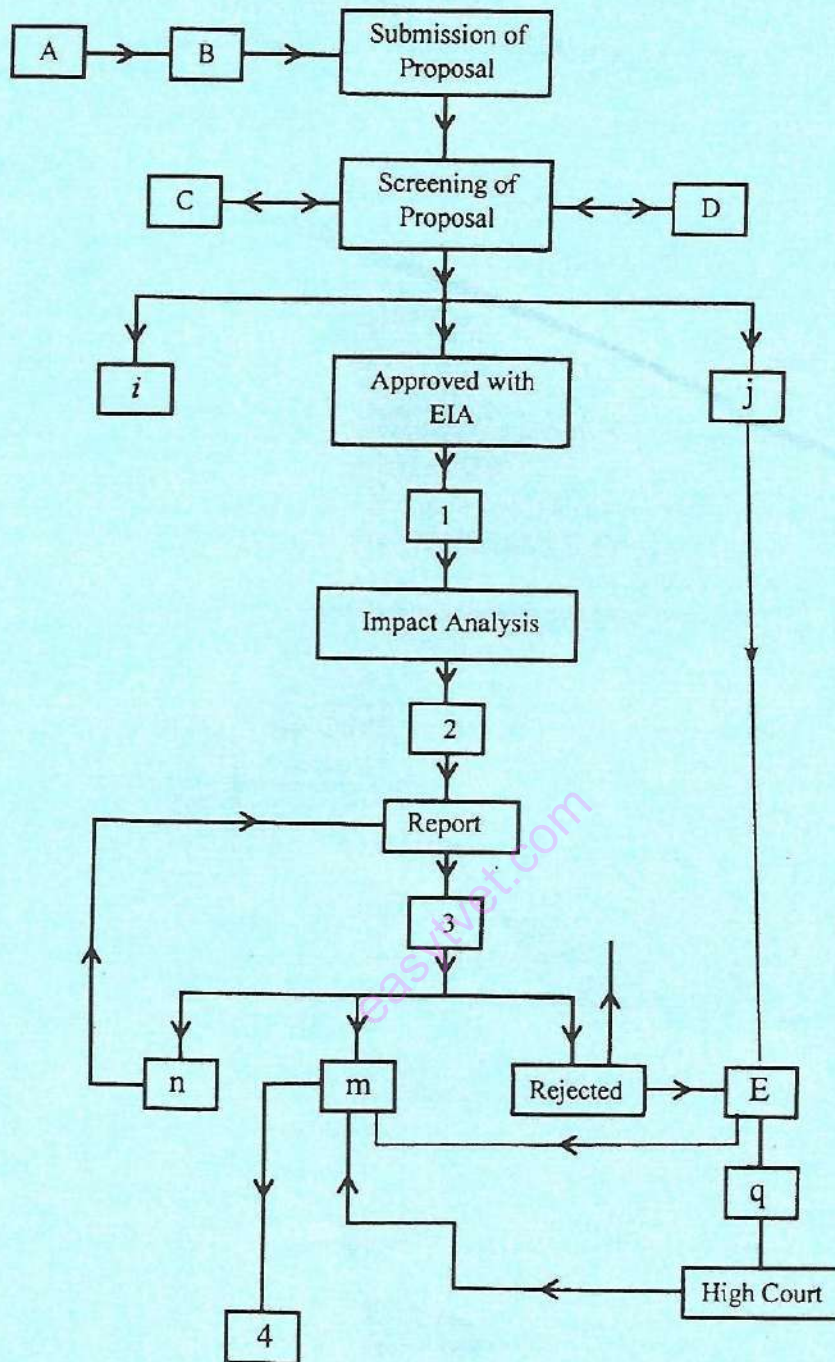 A
B
Submission of
Proposal
C
Screening of
Proposal
D
i
Approved with
EIA
j
1
Impact Analysis
2
Report
3
n
m
Rejected
E
q
High Court
4
easytvet.com